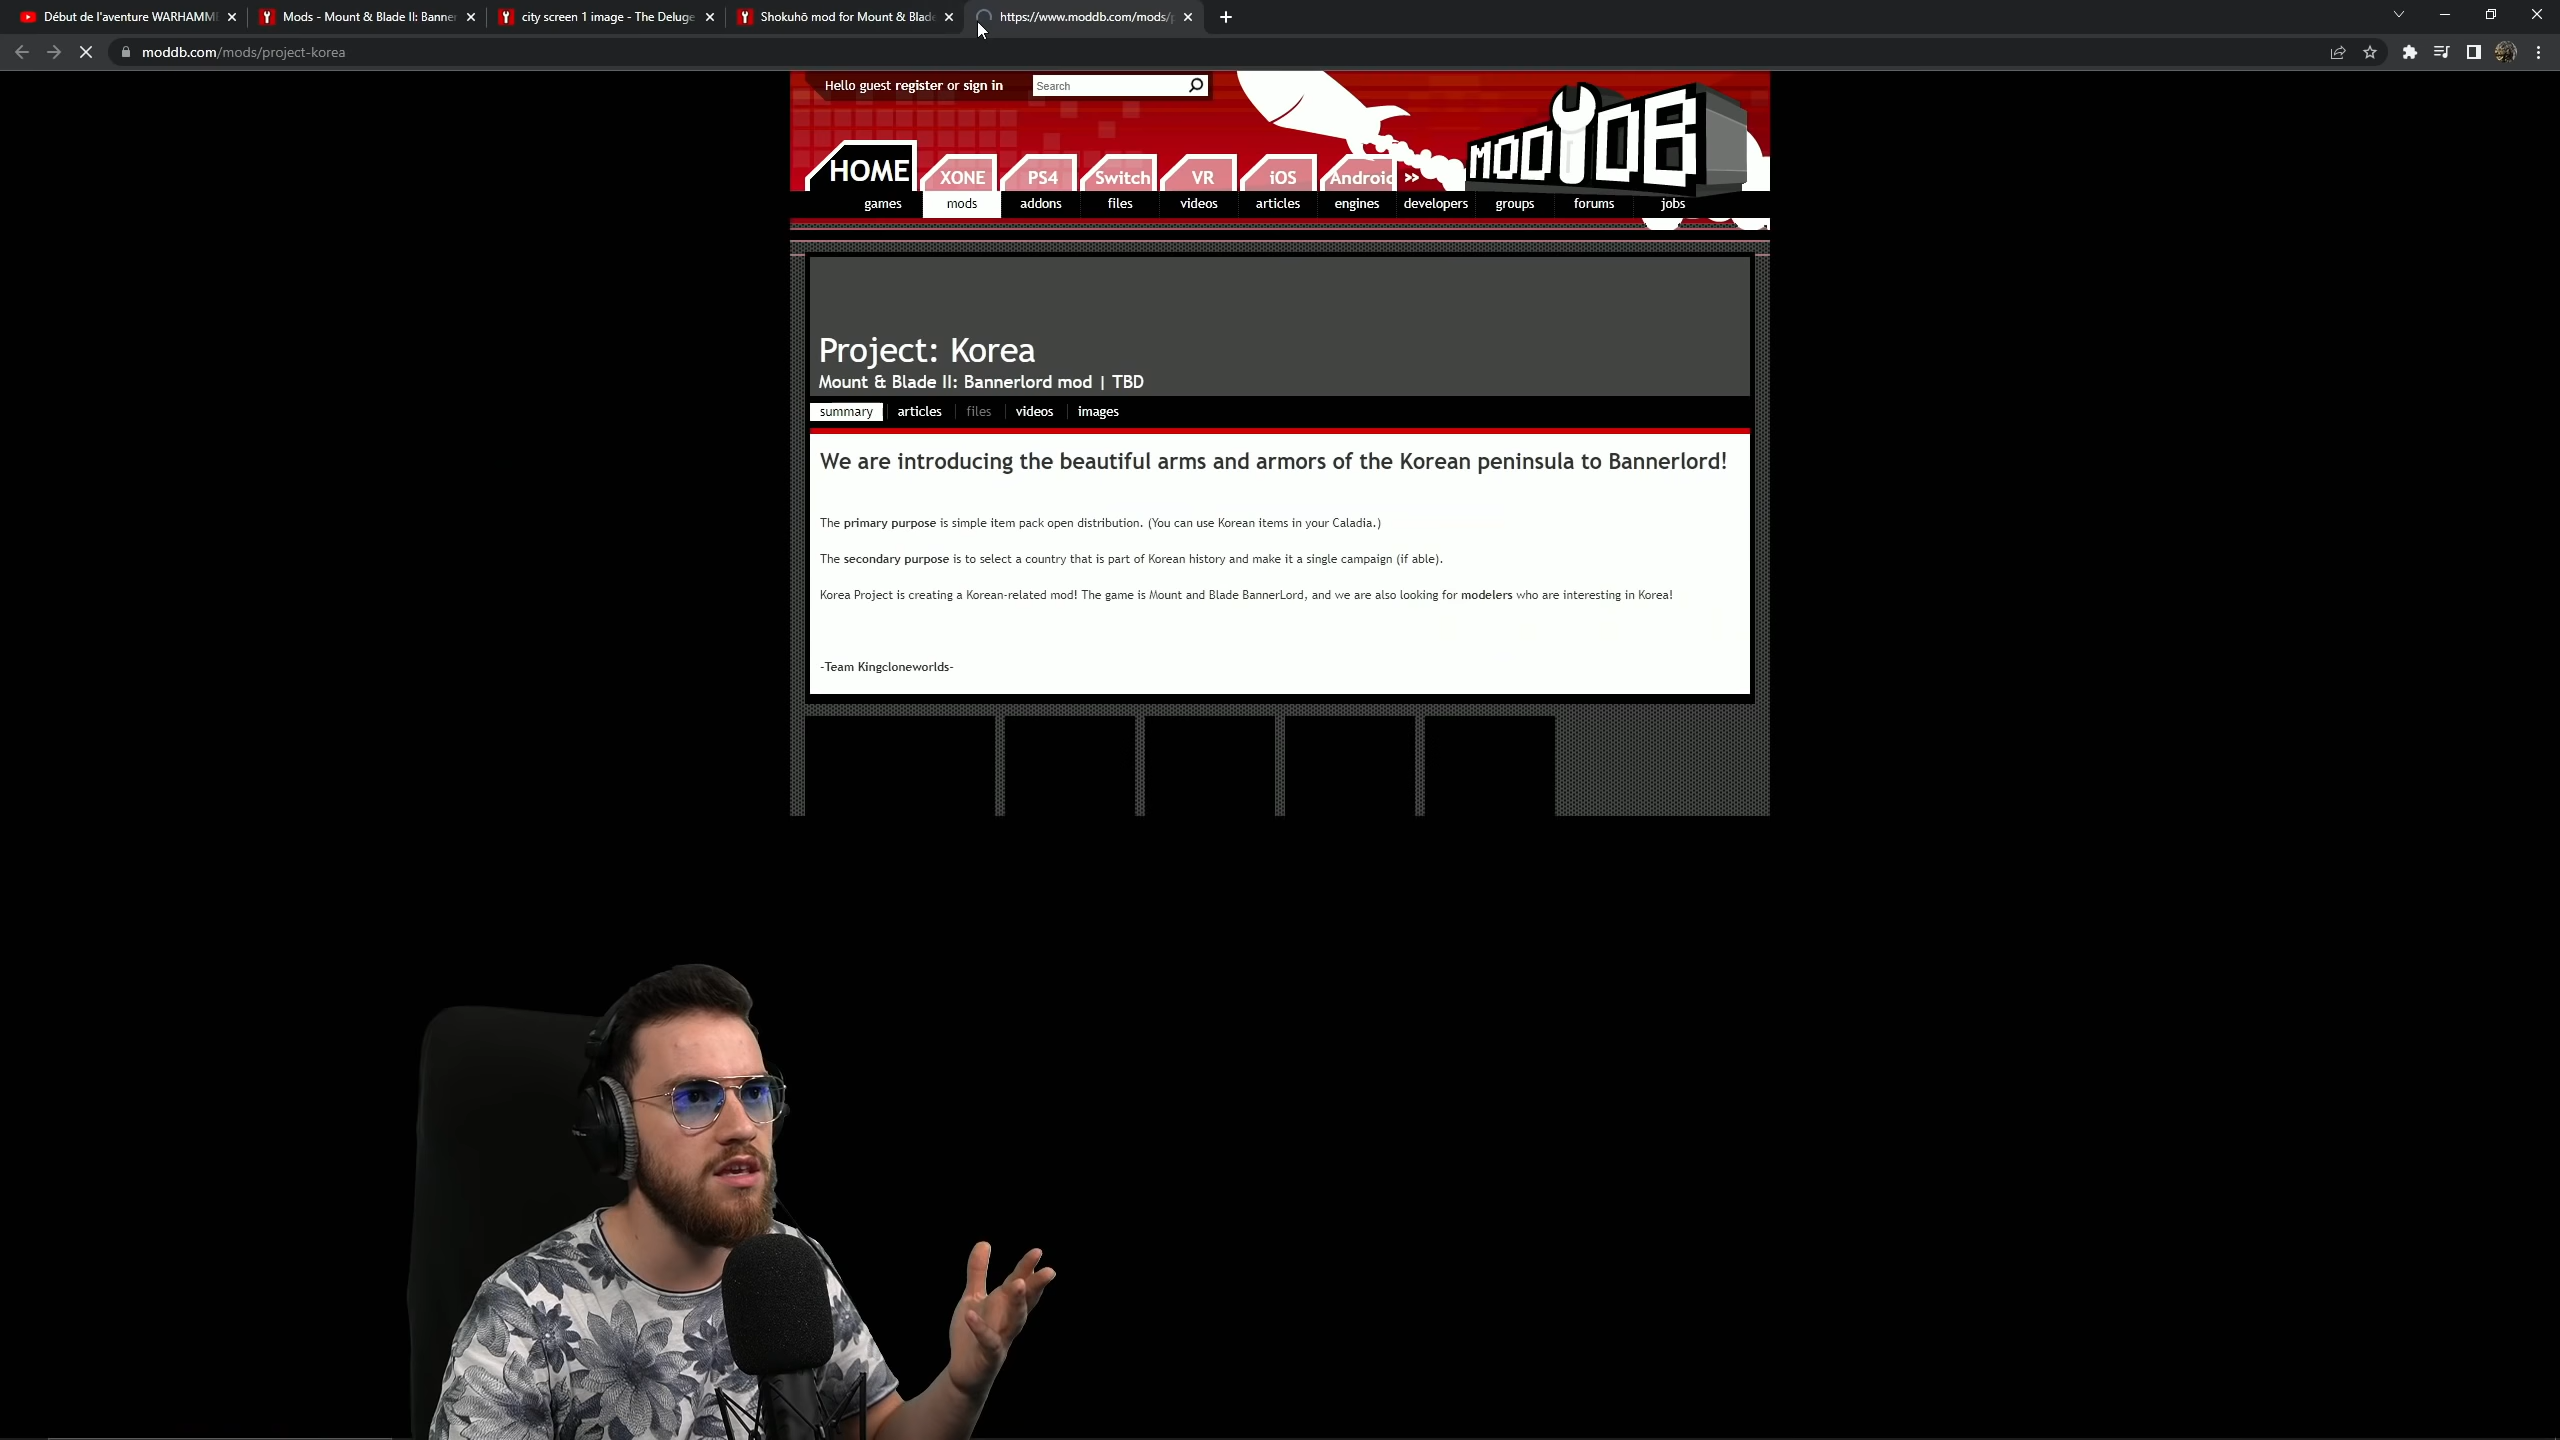 Début de l'aventure WARHAMM
Mods - Mount & Blade II: Banner
city screen 1 image - The Deluge
Shokuhō mod for Mount & Blade
https://www.moddb.com/mods/p
moddb.com/mods/project-korea
Hello guest register or sign in
Search
MOD DB
HOME
XONE
PS4
Switch
VR
iOS
Android
»
games
mods
addons
files
videos
articles
engines
developers
groups
forums
jobs
Project: Korea
Mount & Blade II: Bannerlord mod | TBD
summary
articles
files
videos
images
We are introducing the beautiful arms and armors of the Korean peninsula to Bannerlord!
The primary purpose is simple item pack open distribution. (You can use Korean items in your Caladia.)
The secondary purpose is to select a country that is part of Korean history and make it a single campaign (if able).
Korea Project is creating a Korean-related mod! The game is Mount and Blade BannerLord, and we are also looking for modelers who are interesting in Korea!
-Team Kingcloneworlds-